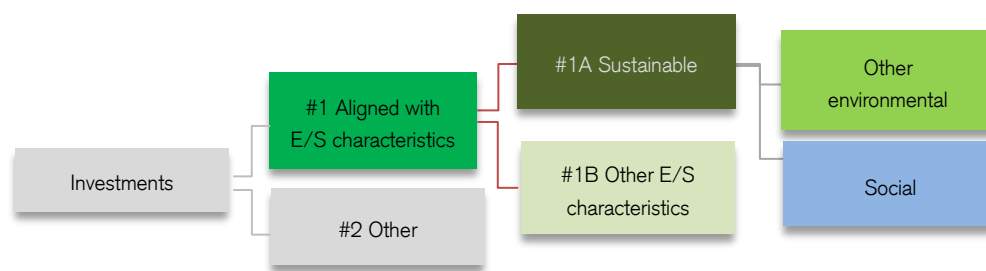 Investments
#1 Aligned with
E/S characteristics
#2 Other
#1A Sustainable
#1B Other E/S
characteristics
Other
environmental
Social